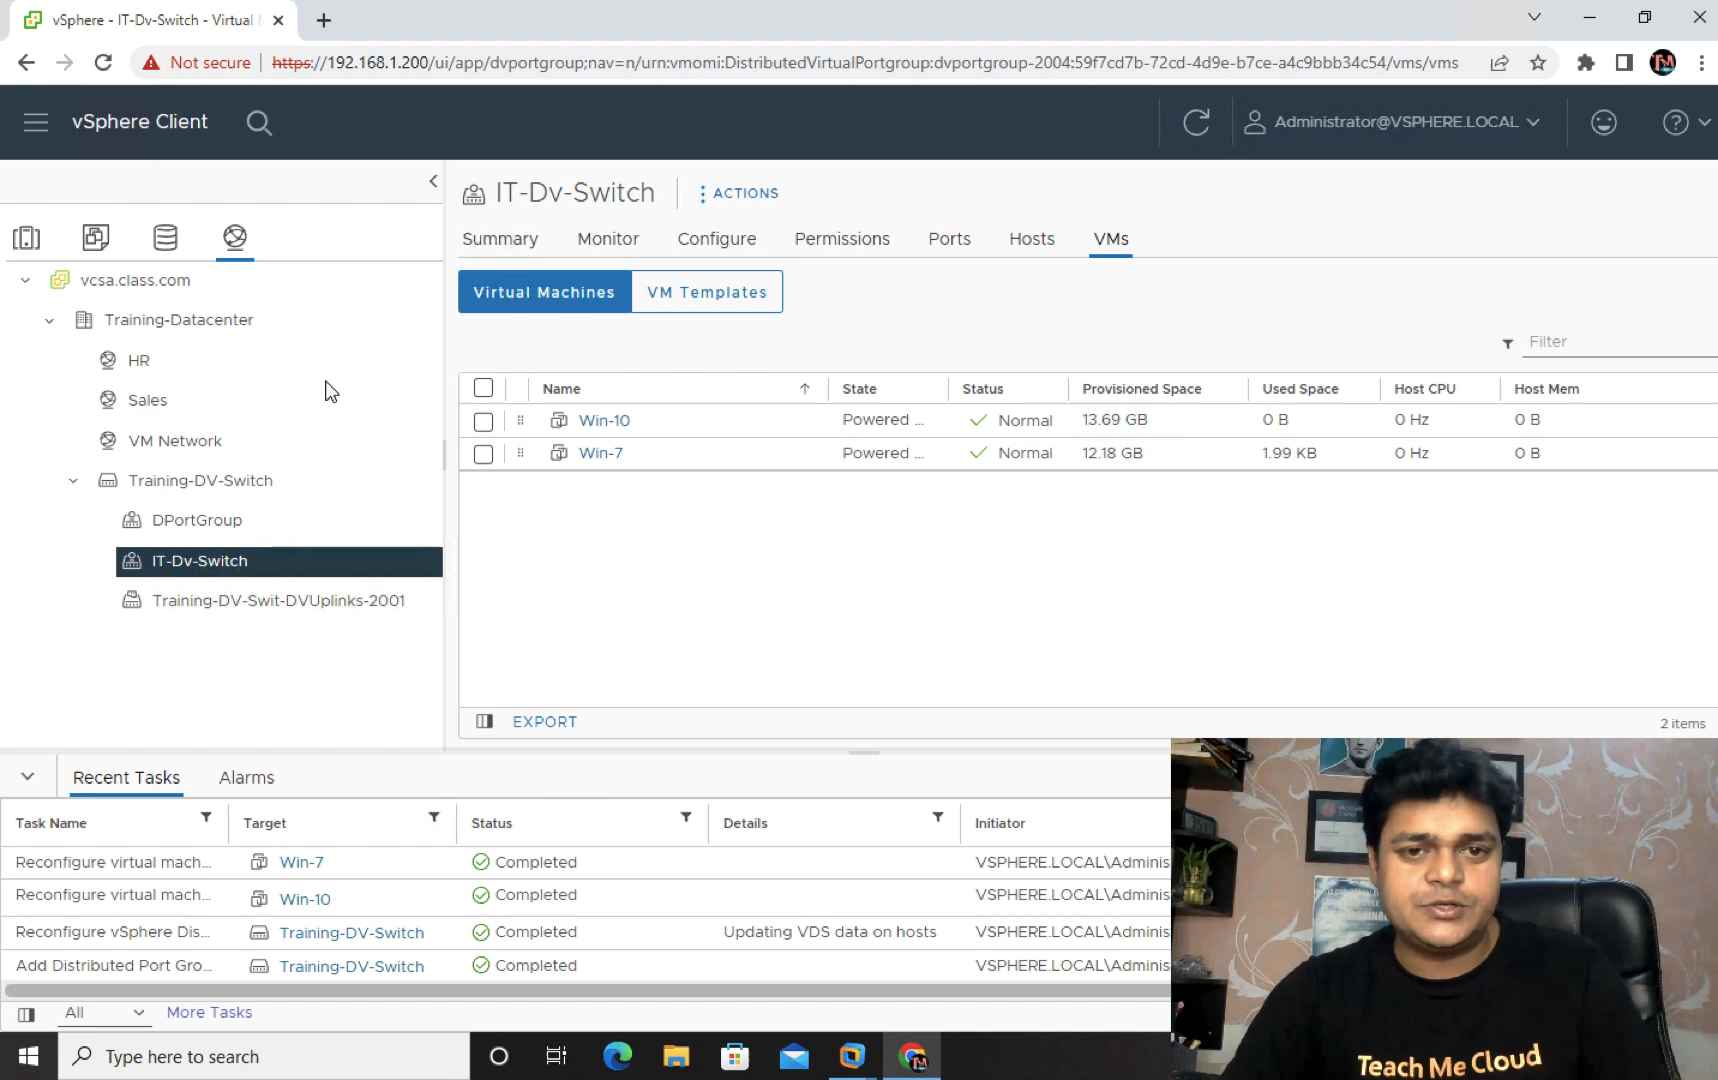 vSphere - IT-Dv-Switch - Virtual
Not secure https://192.168.1.200/ui/app/dvportgroup;nav=n/urn:vmomi:DistributedVirtualPortgroup:dvportgroup-2004:59f7cd7b-72cd-4d9e-b7ce-a4c9bbb34c54/vms/vms
vSphere Client
Administrator@VSPHERE.LOCAL
IT-Dv-Switch ACTIONS
Summary Monitor Configure Permissions Ports Hosts VMs
vcsa.class.com
Training-Datacenter
HR
Sales
VM Network
Training-DV-Switch
DPortGroup
IT-Dv-Switch
Training-DV-Swit-DVUplinks-2001
Virtual Machines VM Templates
Filter
Name State Status Provisioned Space Used Space Host CPU Host Mem
Win-10 Powered ... Normal 13.69 GB 0 B 0 Hz 0 B
Win-7 Powered ... Normal 12.18 GB 1.99 KB 0 Hz 0 B
EXPORT 2 items
Recent Tasks Alarms
Task Name Target Status Details Initiator
Reconfigure virtual mach... Win-7 Completed VSPHERE.LOCAL\Adminis
Reconfigure virtual mach... Win-10 Completed VSPHERE.LOCAL\Adminis
Reconfigure vSphere Dis... Training-DV-Switch Completed Updating VDS data on hosts VSPHERE.LOCAL\Adminis
Add Distributed Port Gro... Training-DV-Switch Completed VSPHERE.LOCAL\Adminis
All More Tasks
Type here to search
Teach Me Cloud